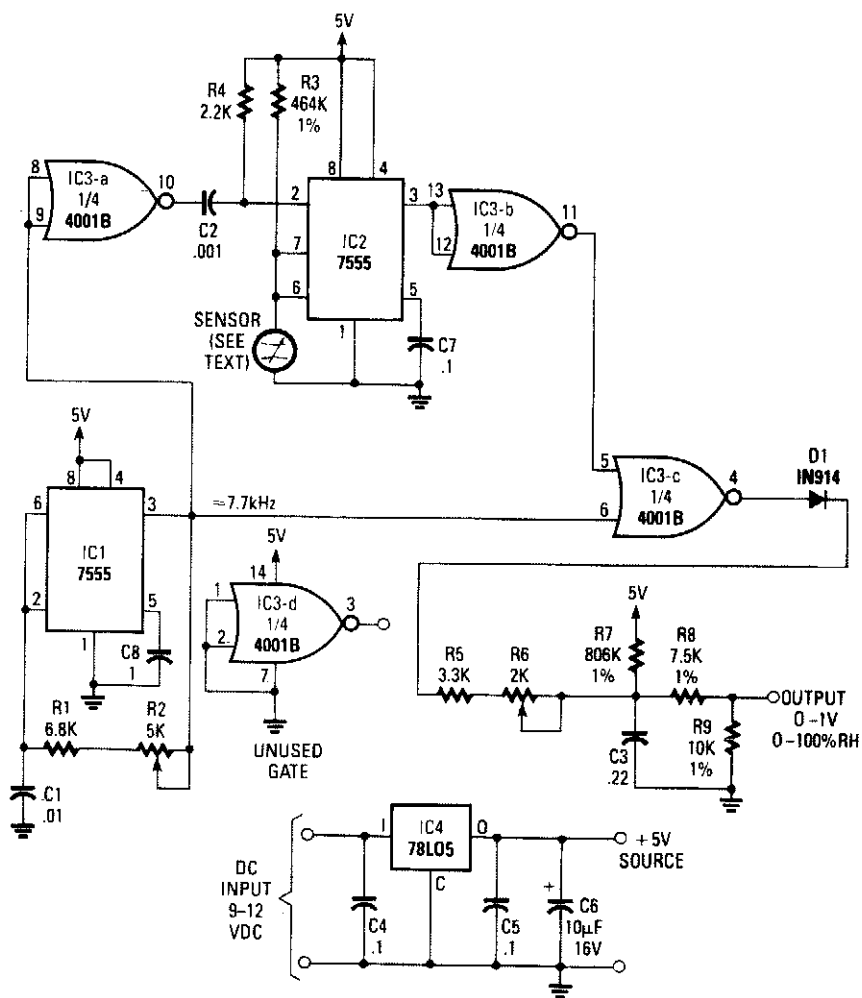 5V
R4
2.2K
R3
464K
1%
8
4
8
9
IC3-a
1/4
4001B
10
C2
.001
2
7
6
IC2
7555
3
5
1
13
12
IC3-b
1/4
4001B
11
SENSOR
(SEE
TEXT)
C7
.1
5V
8
4
6
2
IC1
7555
3
5
1
≈7.7kHz
C8
1
R1
6.8K
R2
5K
.C1
.01
5V
14
1
2.
IC3-d
1/4
4001B
3
7
UNUSED
GATE
5
6
IC3-c
1/4
4001B
4
D1
IN914
5V
R5
3.3K
R6
2K
R7
806K
1%
R8
7.5K
1%
C3
.22
R9
10K
1%
OUTPUT
0-1V
0-100%RH
DC
INPUT
9-12
VDC
I
IC4
78L05
O
C
C4
.1
C5
.1
+
C6
10μF
16V
+5V
SOURCE